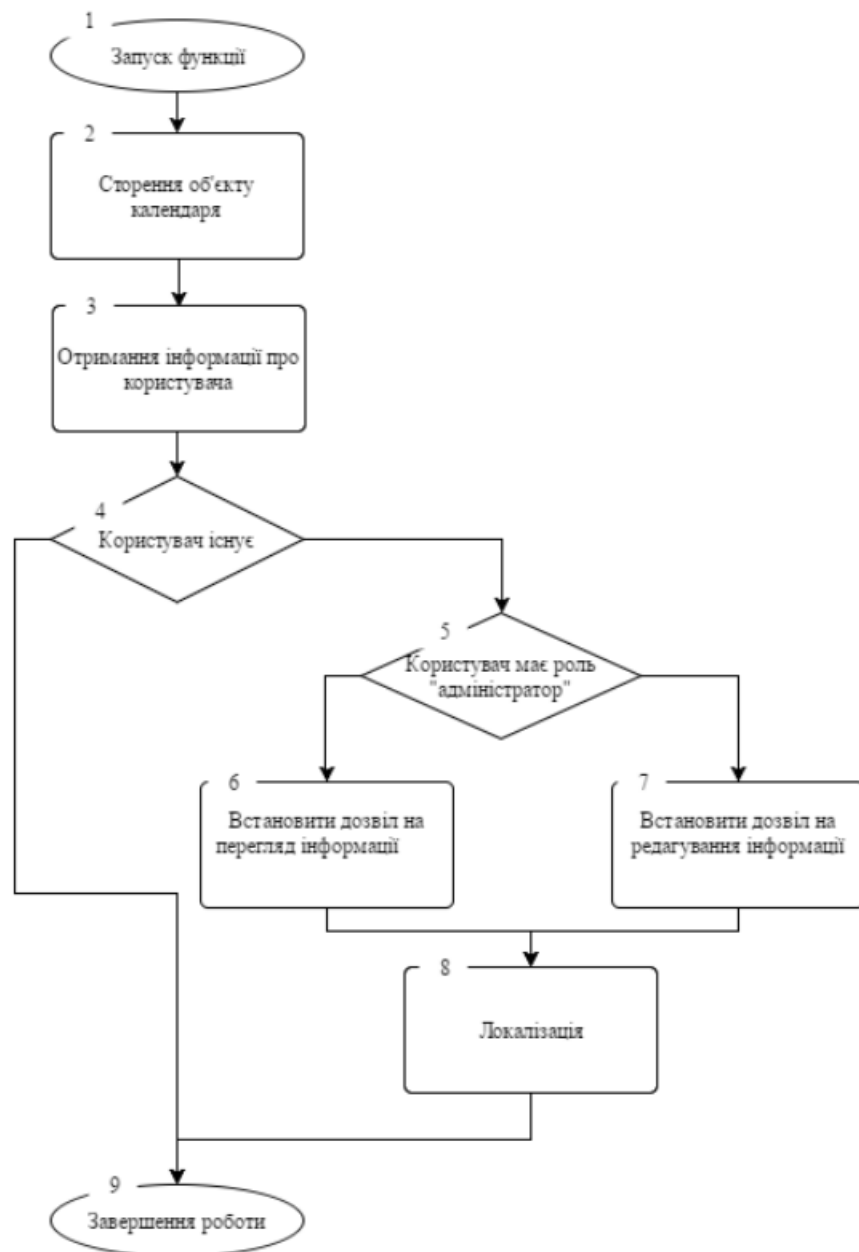 1
Запуск функції
2
Сторення об'єкту
календаря
3
Отримання інформації про
користувача
4
Користувач існує
5
Користувач має роль
"адміністратор"
6
Встановити дозвіл на
перегляд інформації
7
Встановити дозвіл на
редагування інформації
8
Локалізація
9
Завершення роботи